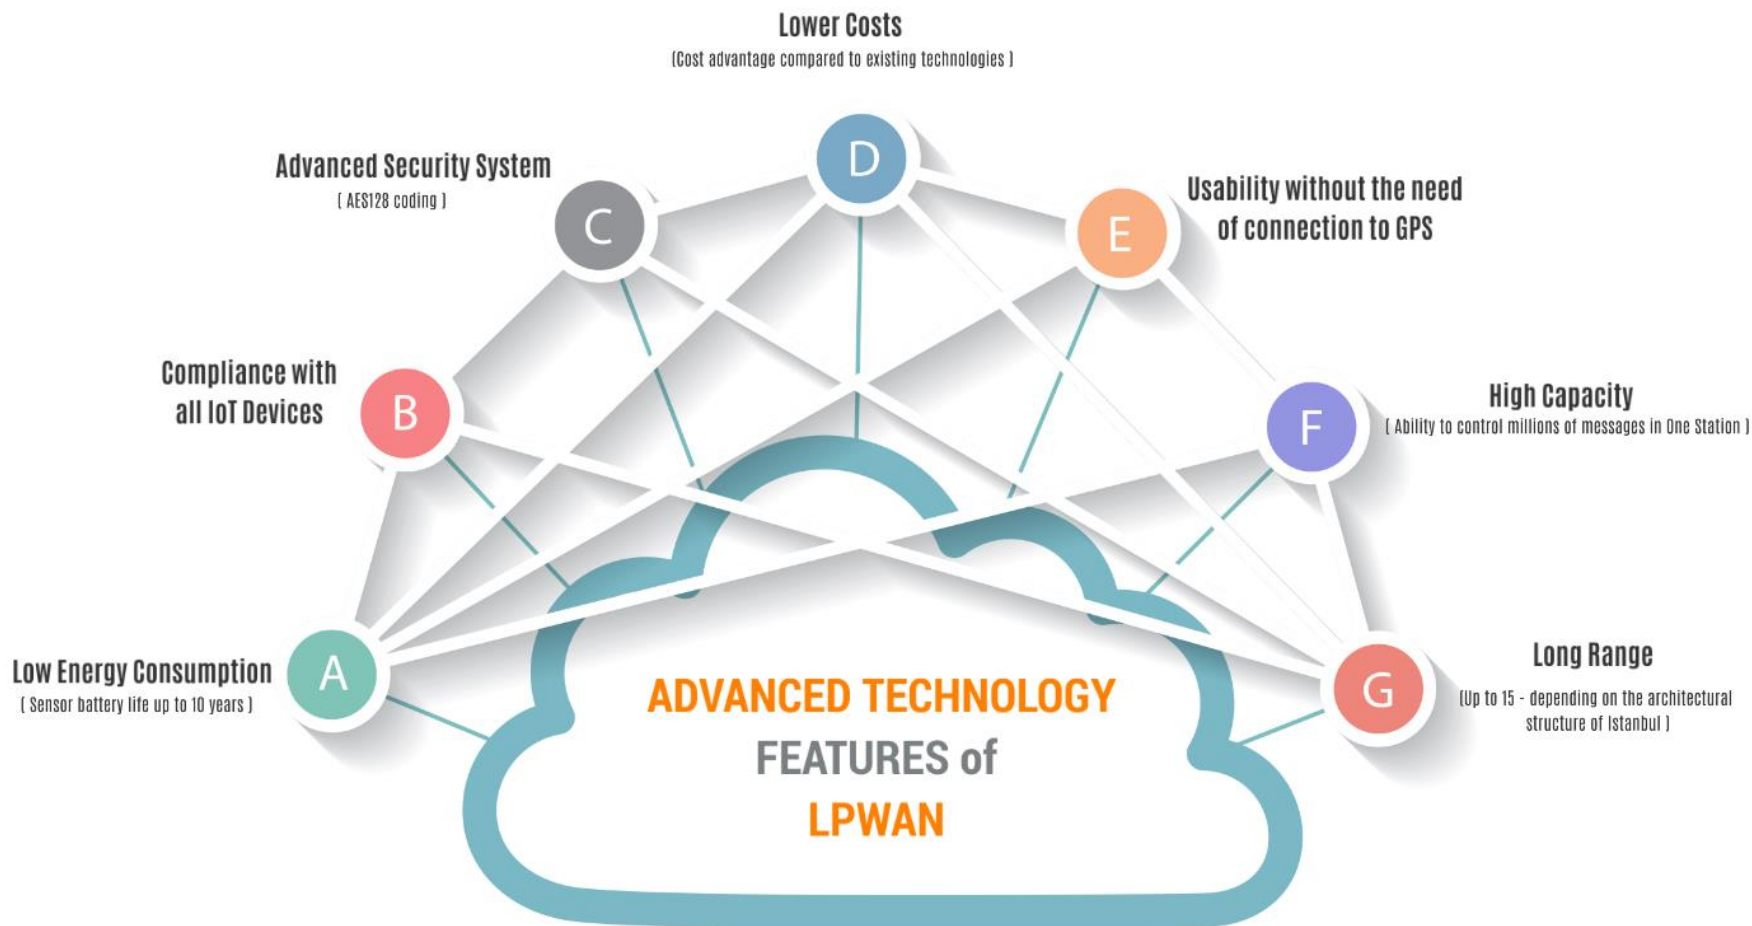 Lower Costs
(Cost advantage compared to existing technologies )
D
Advanced Security System
( AES128 coding )
C
Usability without the need
of connection to GPS
E
Compliance with
all IoT Devices
B
High Capacity
( Ability to control millions of messages in One Station )
F
Low Energy Consumption
( Sensor battery life up to 10 years )
A
Long Range
(Up to 15 - depending on the architectural
structure of Istanbul )
G
ADVANCED TECHNOLOGY
FEATURES of
LPWAN